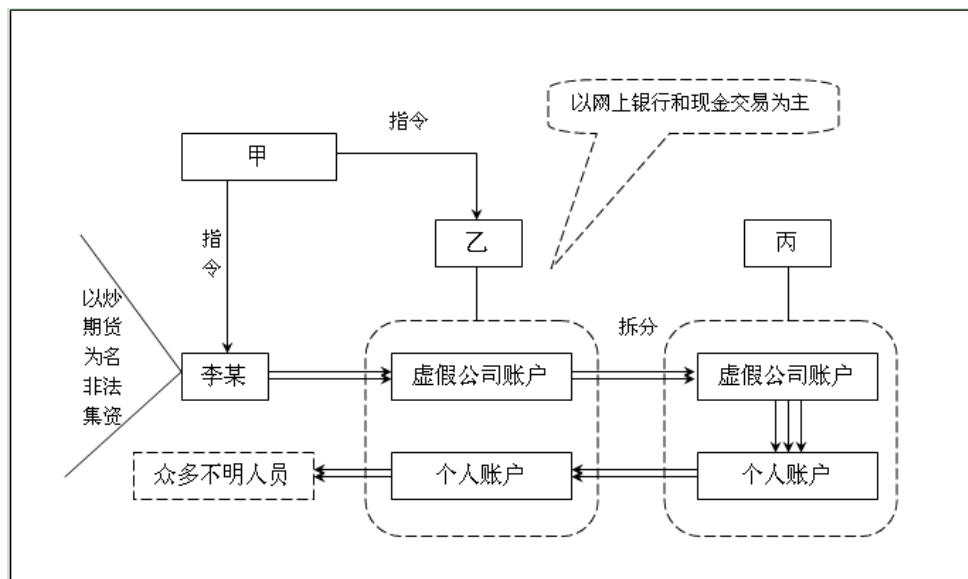 以网上银行和现金交易为主
指令
甲
乙
丙
指
令
以炒
期货
为名
非法
集资
拆分
李某
虚假公司账户
虚假公司账户
众多不明人员
个人账户
个人账户